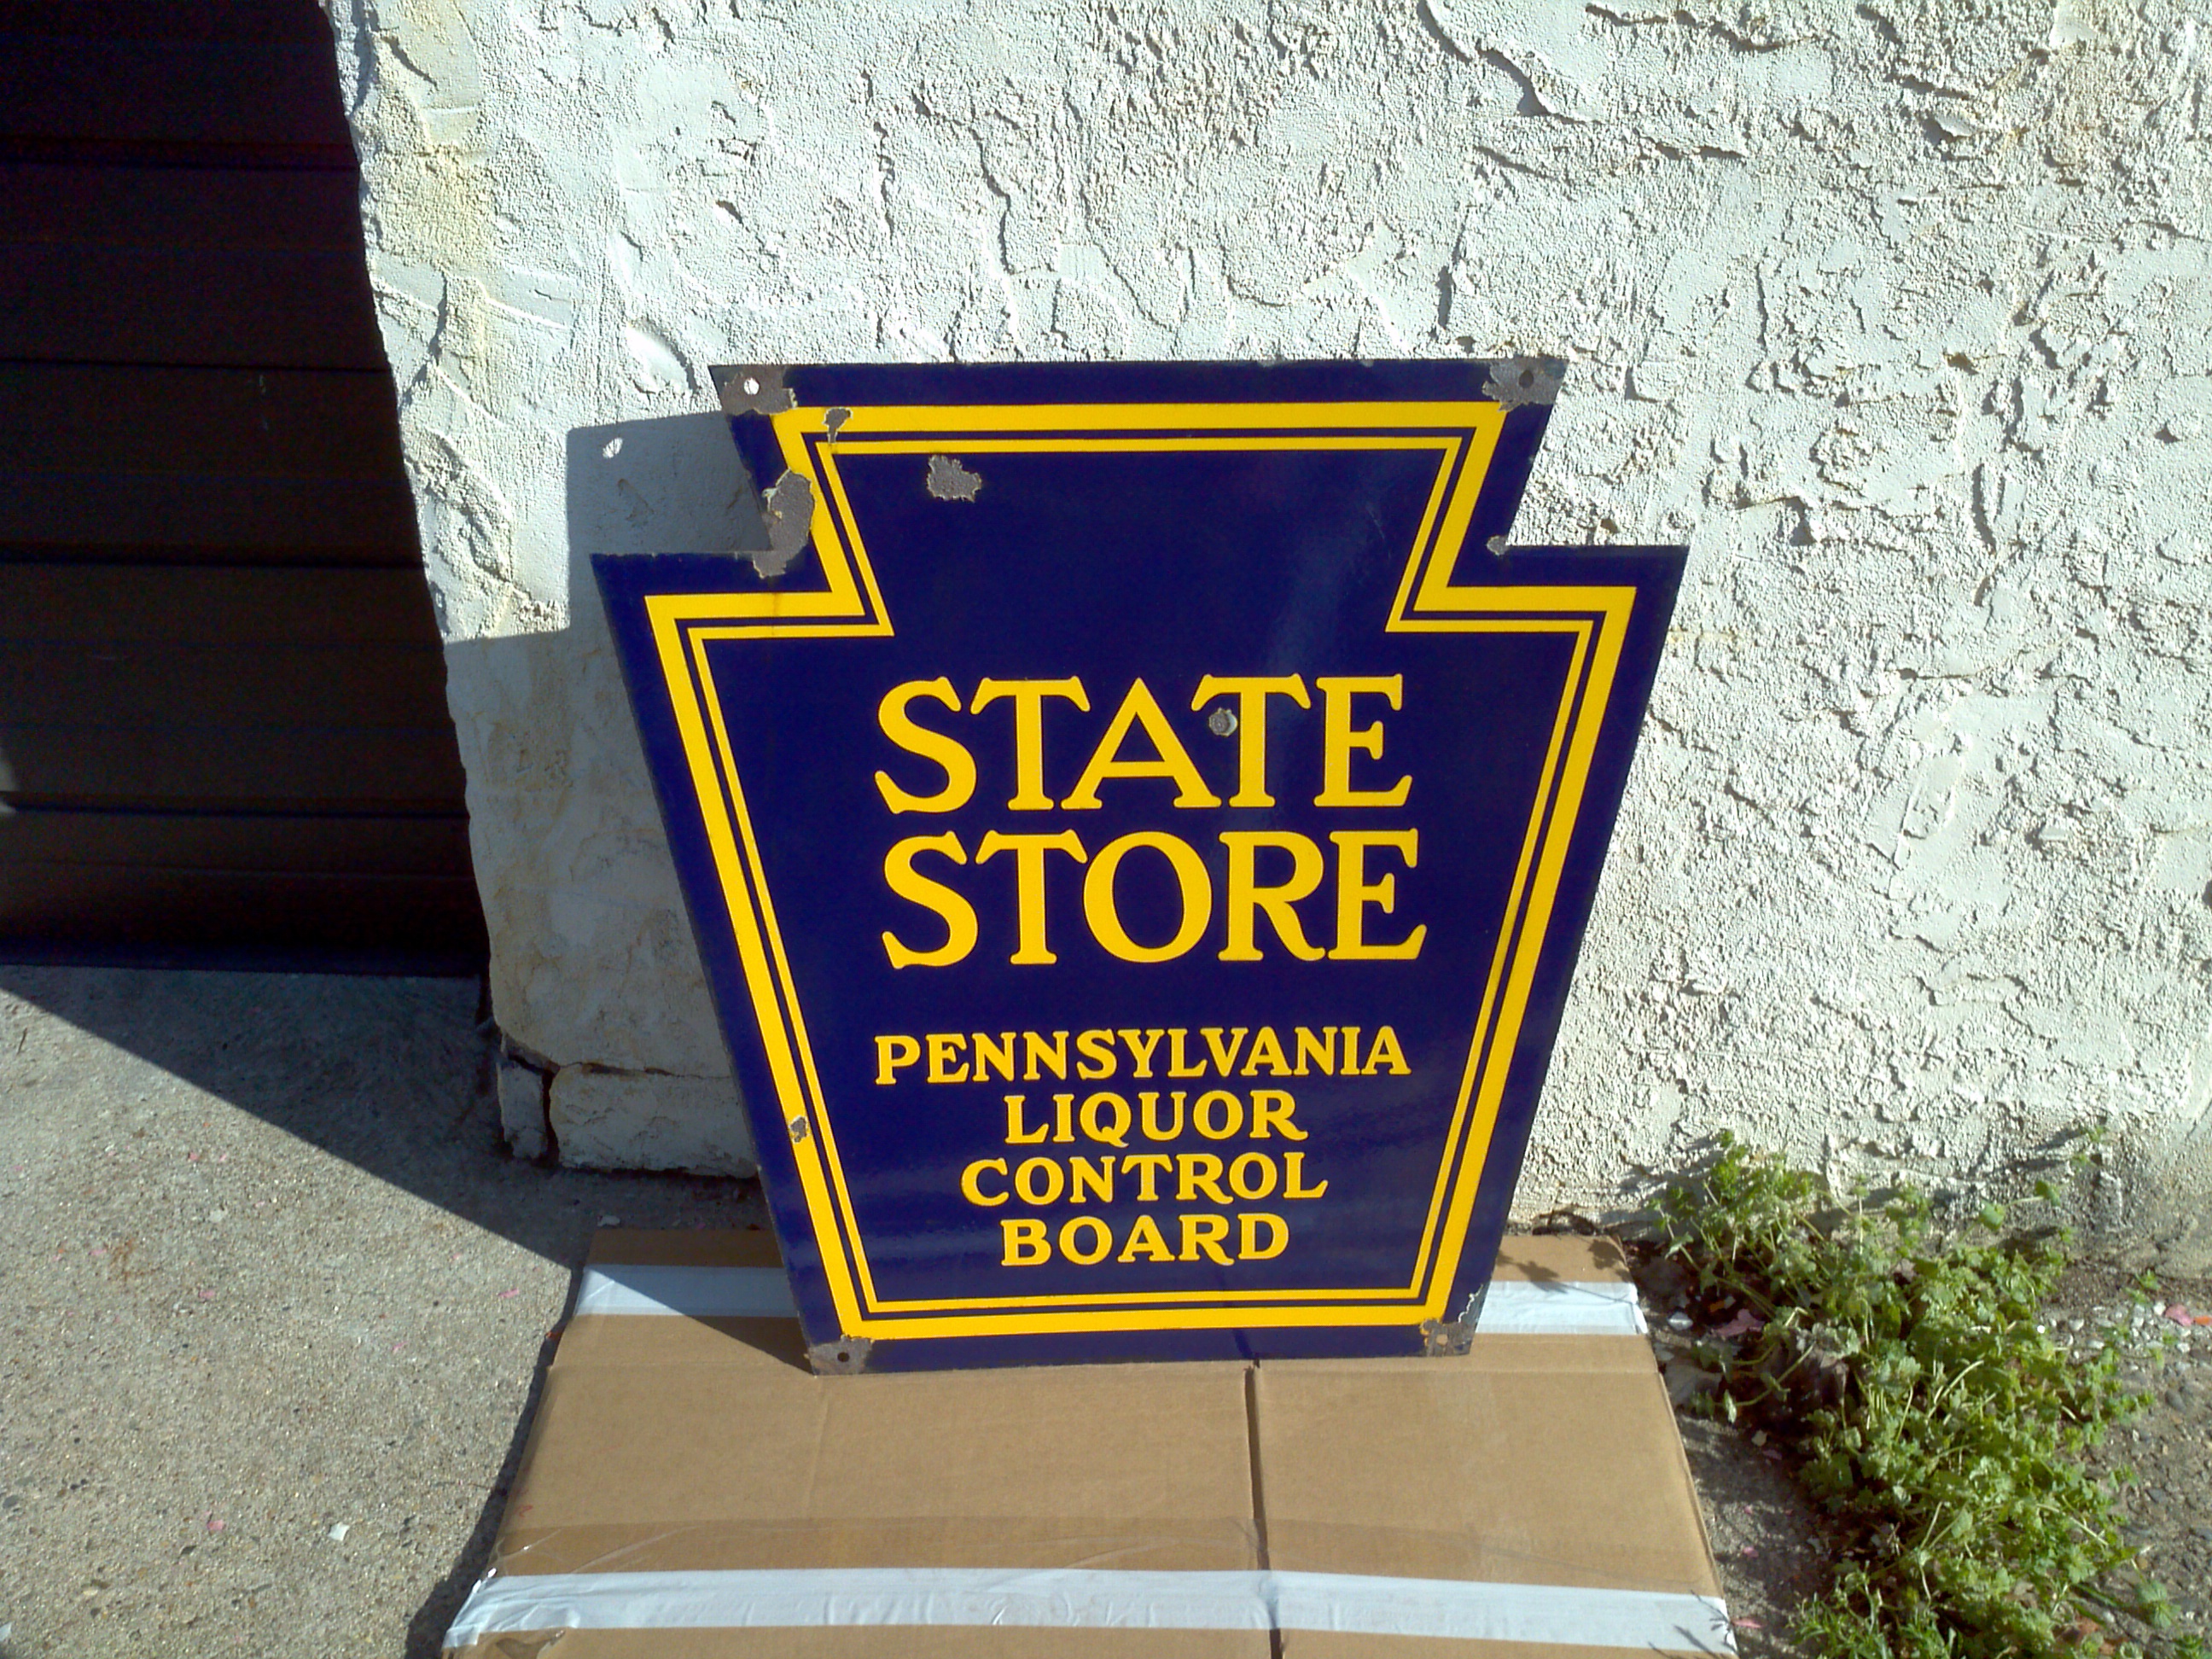 STATE
STORE
PENNSYLVANIA
LIQUOR
CONTROL
BOARD